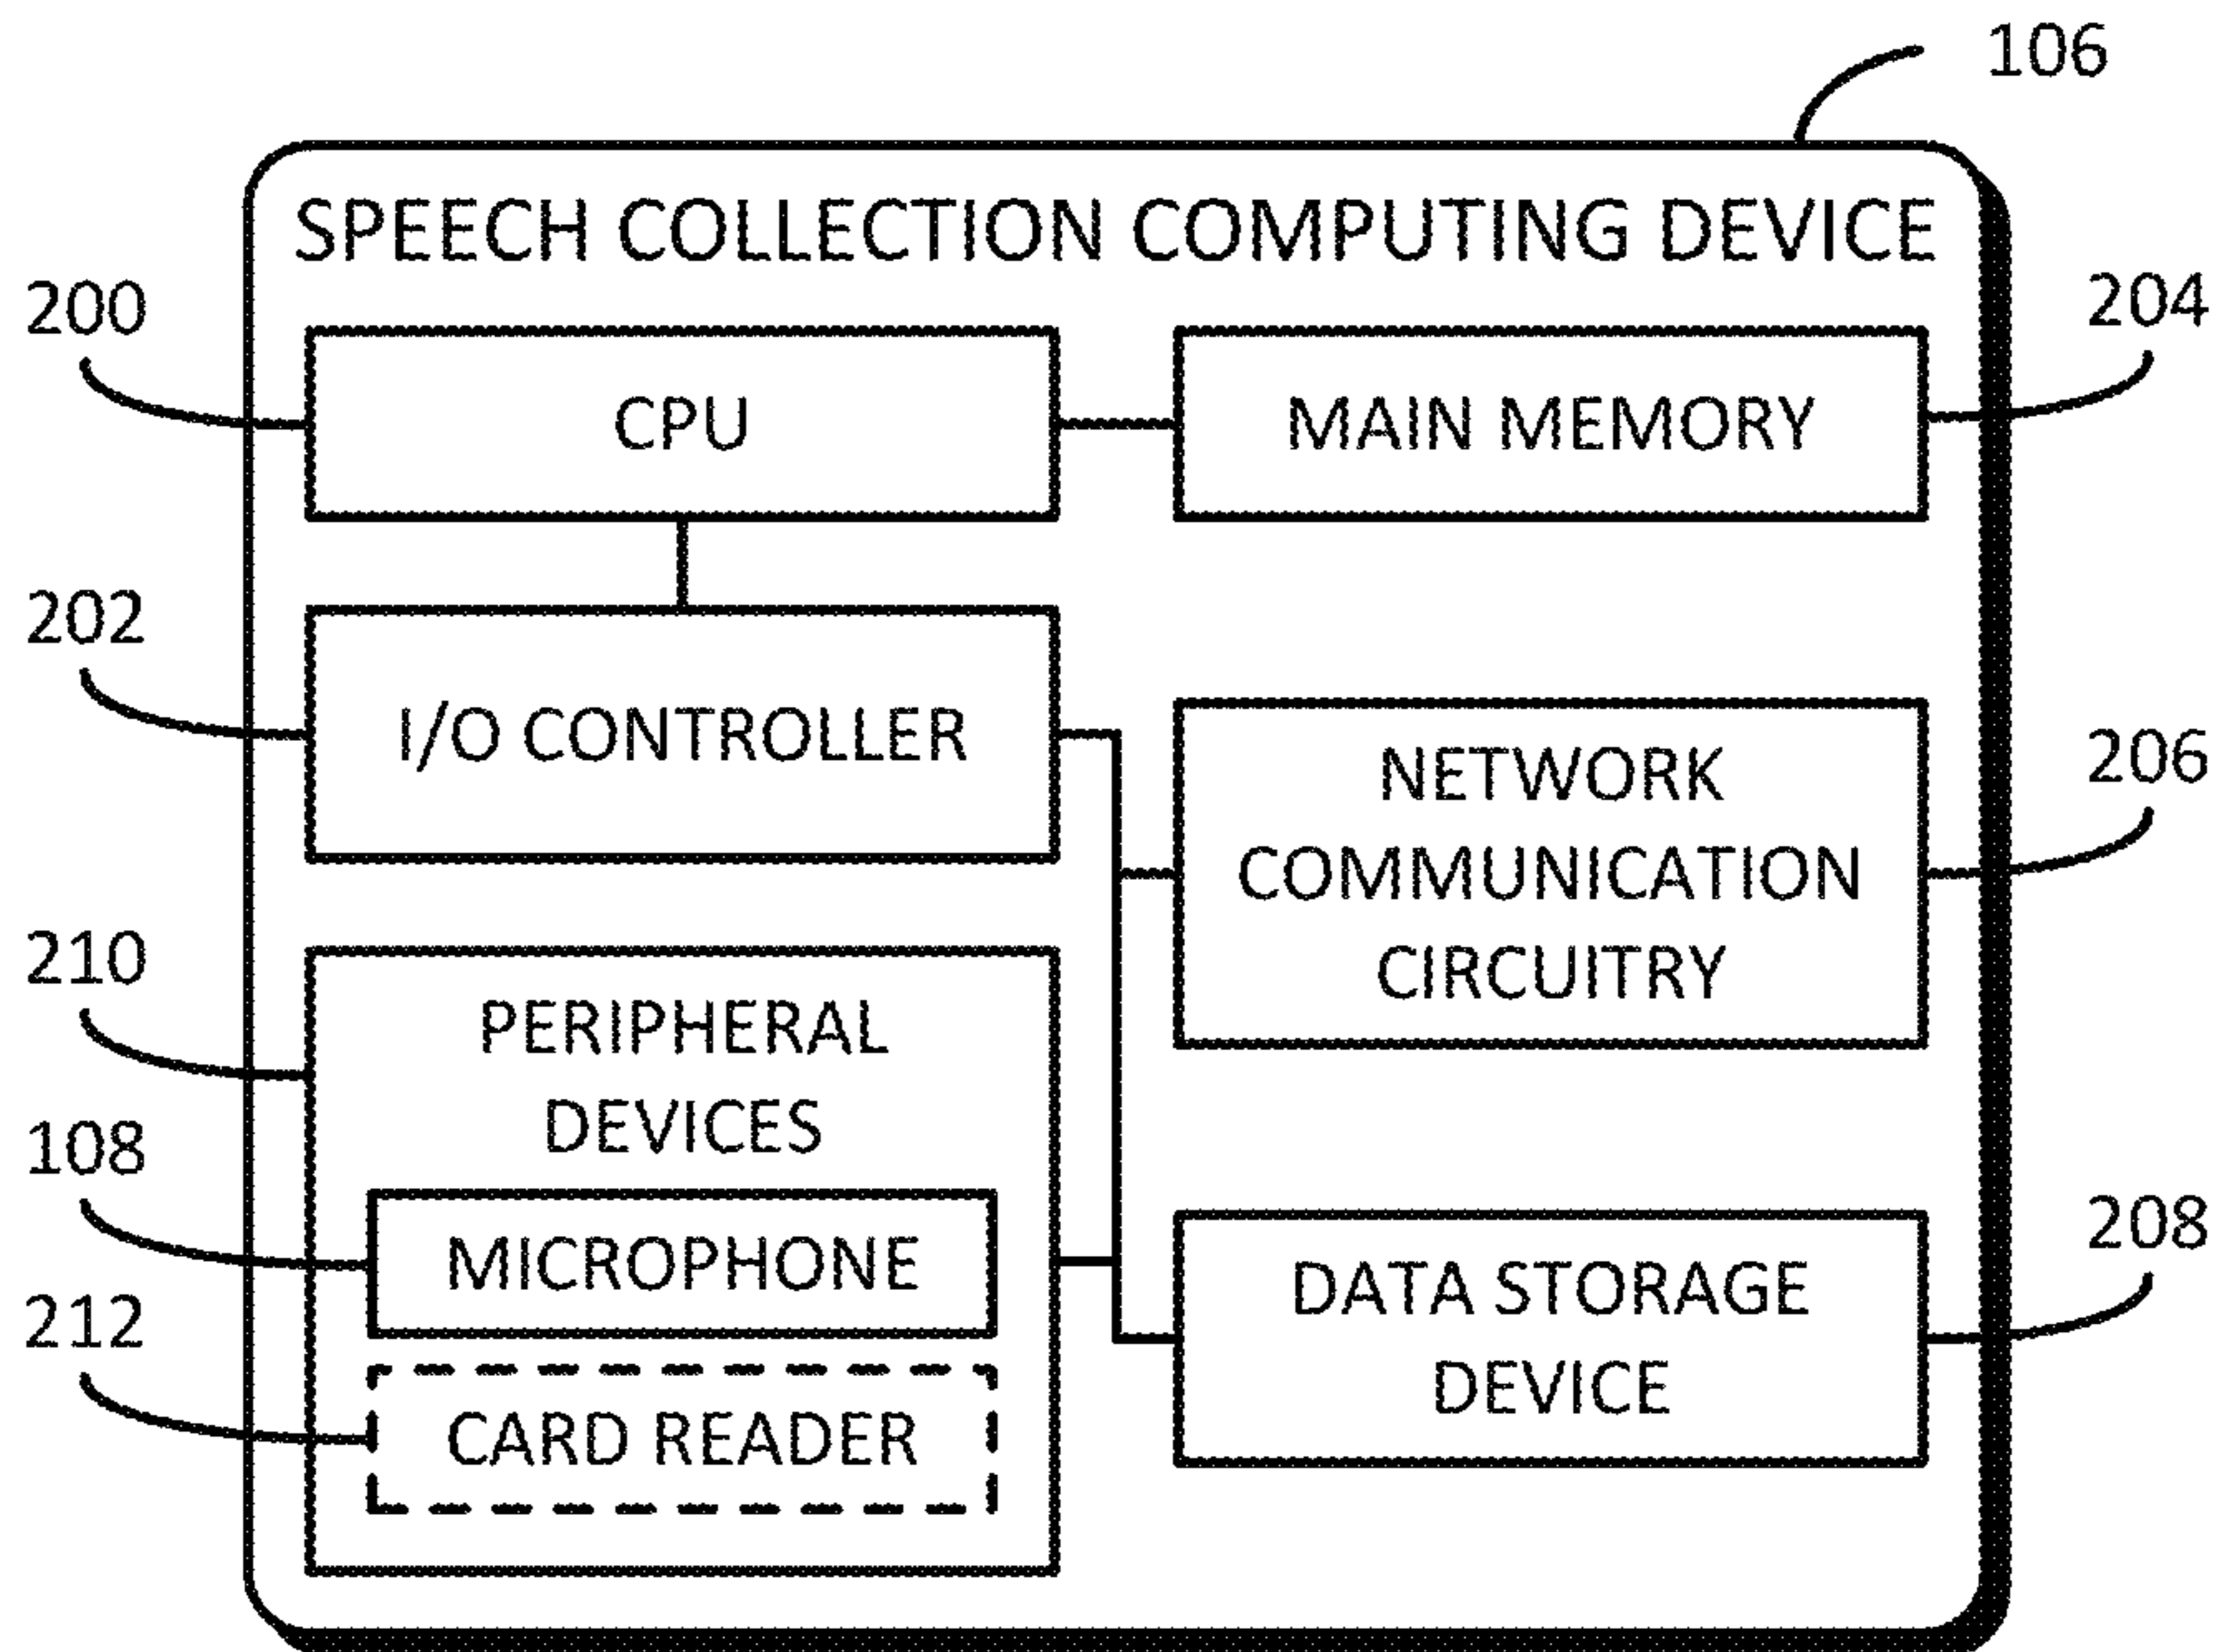 106
SPEECH COLLECTION COMPUTING DEVICE
200
CPU
MAIN MEMORY
204
202
I/O CONTROLLER
NETWORK
COMMUNICATION
CIRCUITRY
206
210
PERIPHERAL
DEVICES
108
MICROPHONE
212
CARD READER
DATA STORAGE
DEVICE
208